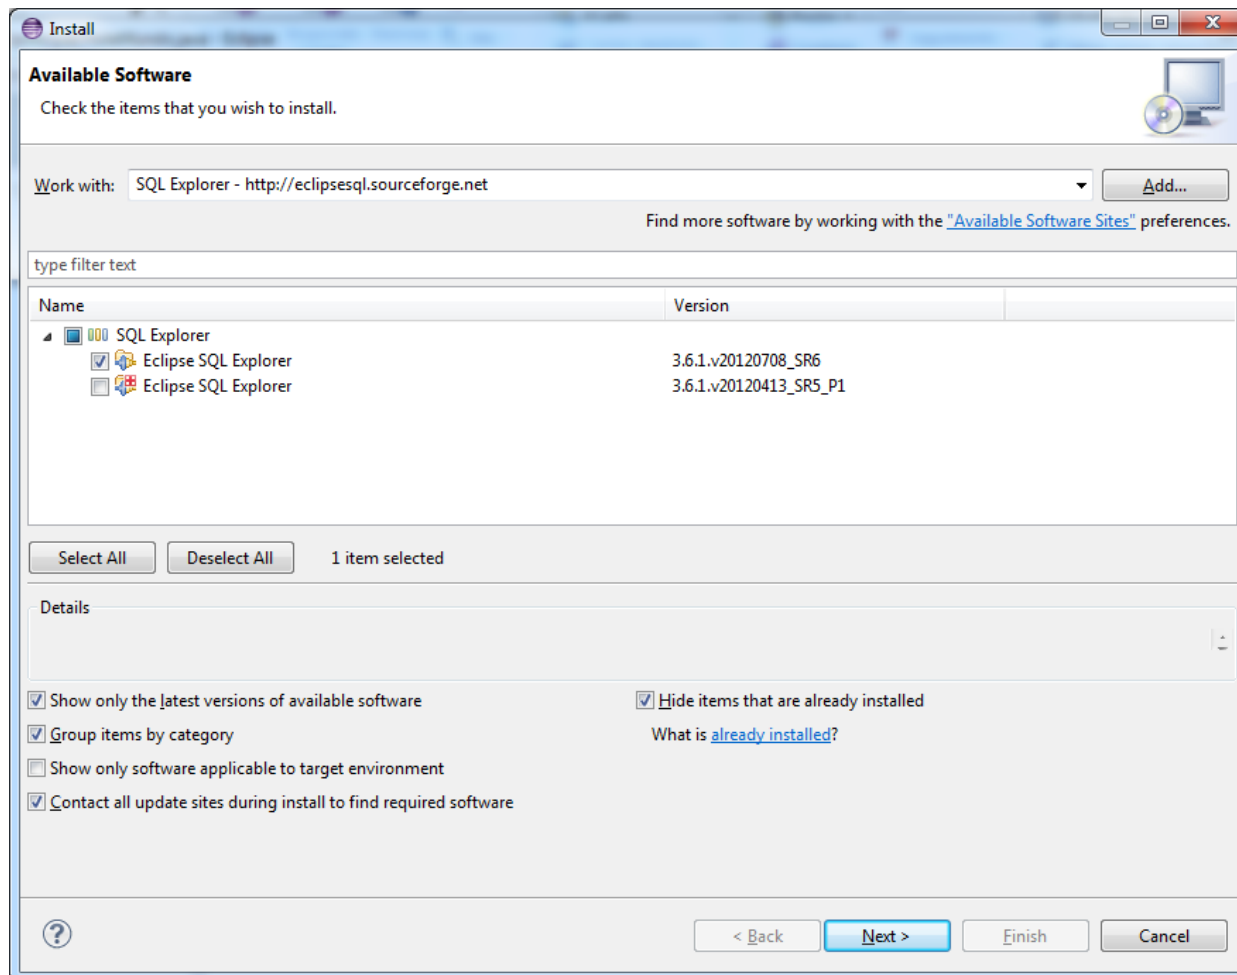 Install
Available Software
Check the items that you wish to install.
Work with: SQL Explorer - http://eclipsesql.sourceforge.net Add...
Find more software by working with the "Available Software Sites" preferences.
type filter text
Name Version
SQL Explorer
Eclipse SQL Explorer 3.6.1.v20120708_SR6
Eclipse SQL Explorer 3.6.1.v20120413_SR5_P1
Select All Deselect All 1 item selected
Details
Show only the latest versions of available software Hide items that are already installed
Group items by category What is already installed?
Show only software applicable to target environment
Contact all update sites during install to find required software
< Back Next > Finish Cancel